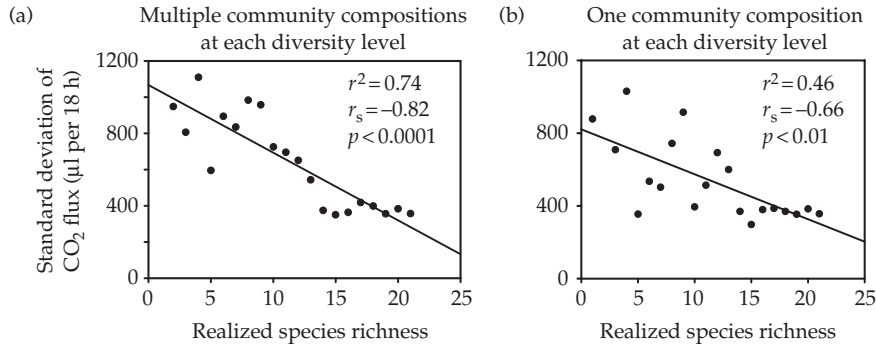 (a)
Multiple community compositions
at each diversity level
Standard deviation of
CO₂ flux (µl per 18 h)
1200
800
400
0
r² = 0.74
rₛ = −0.82
p < 0.0001
0 5 10 15 20 25
Realized species richness
(b)
One community composition
at each diversity level
1200
800
400
0
r² = 0.46
rₛ = −0.66
p < 0.01
0 5 10 15 20 25
Realized species richness